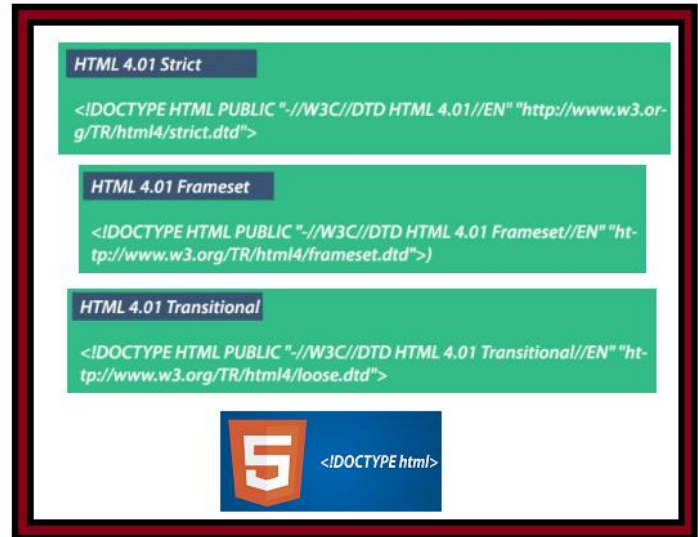 HTML 4.01 Strict
<!DOCTYPE HTML PUBLIC "-//W3C//DTD HTML 4.01//EN" "http://www.w3.or-
g/TR/html4/strict.dtd">
HTML 4.01 Frameset
<!DOCTYPE HTML PUBLIC "-//W3C//DTD HTML 4.01 Frameset//EN" "ht-
tp://www.w3.org/TR/html4/frameset.dtd">)
HTML 4.01 Transitional
<!DOCTYPE HTML PUBLIC "-//W3C//DTD HTML 4.01 Transitional//EN" "ht-
tp://www.w3.org/TR/html4/loose.dtd">
5 <!DOCTYPE html>